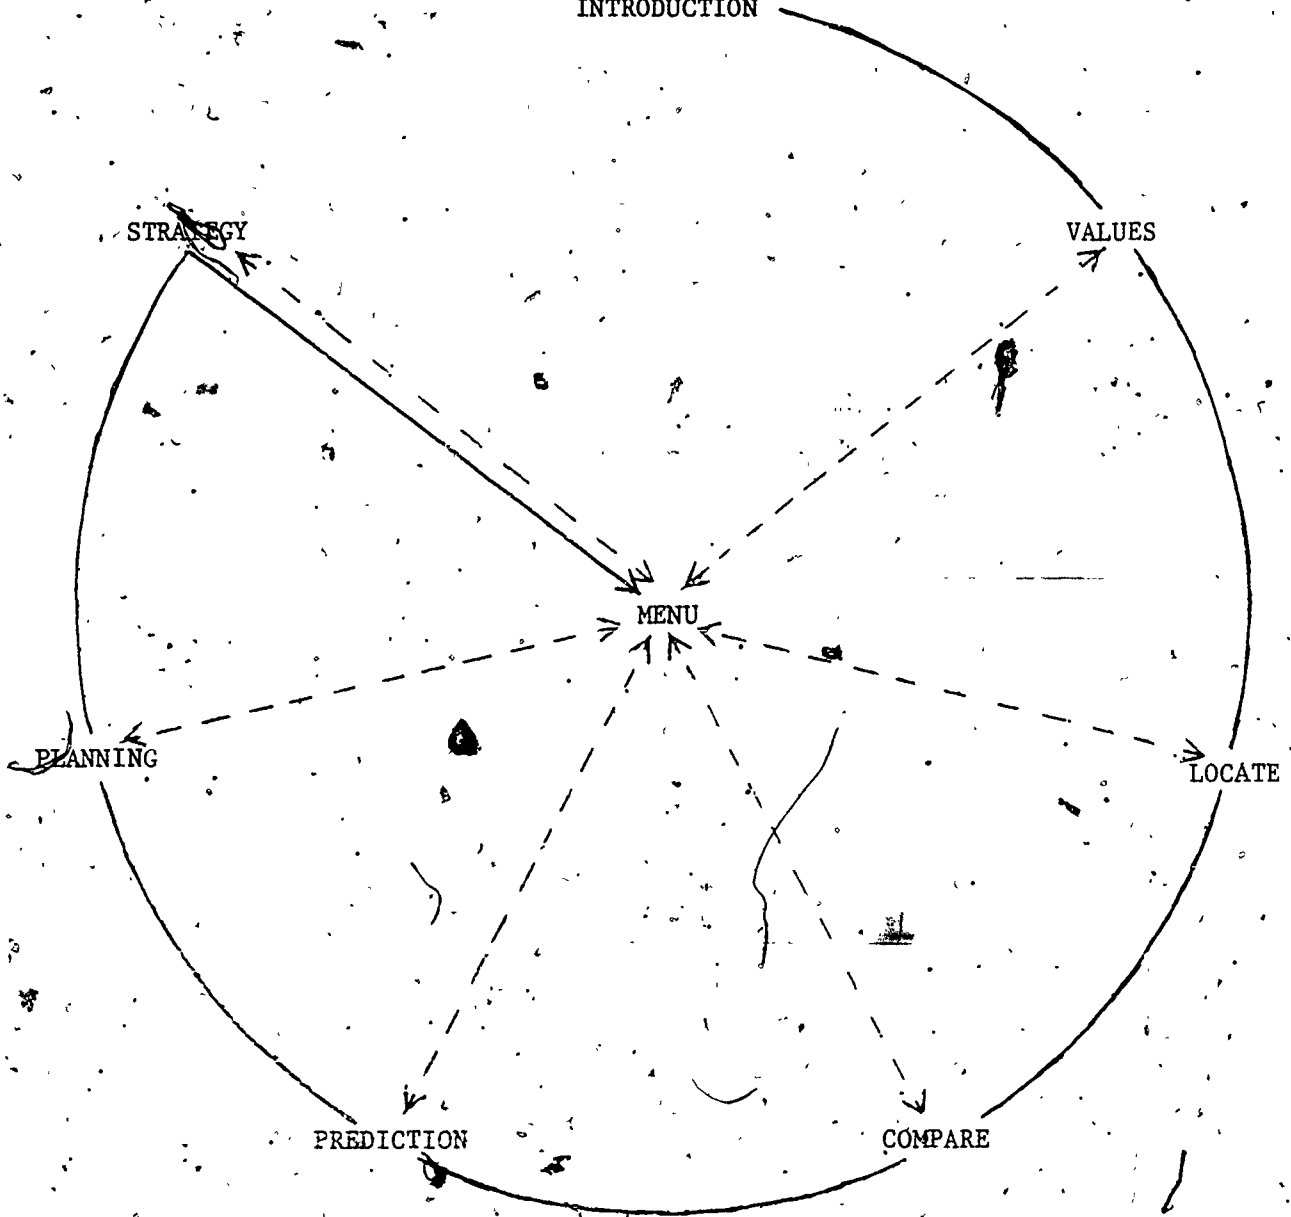 INTRODUCTION
STRATEGY
VALUES
MENU
PLANNING
LOCATE
PREDICTION
COMPARE